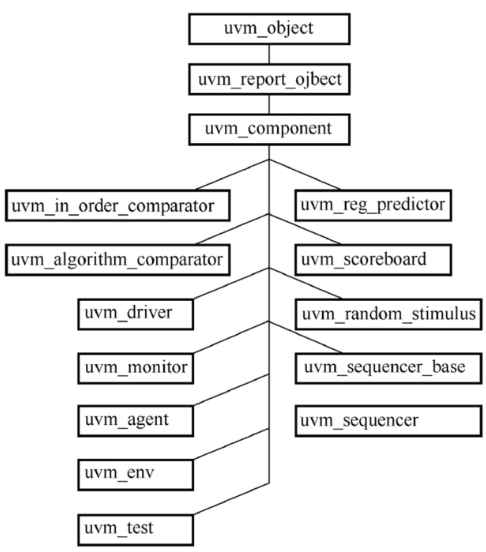 uvm_object
uvm_report_ojbect
uvm_component
uvm_in_order_comparator
uvm_reg_predictor
uvm_algorithm_comparator
uvm_scoreboard
uvm_driver
uvm_random_stimulus
uvm_monitor
uvm_sequencer_base
uvm_agent
uvm_sequencer
uvm_env
uvm_test